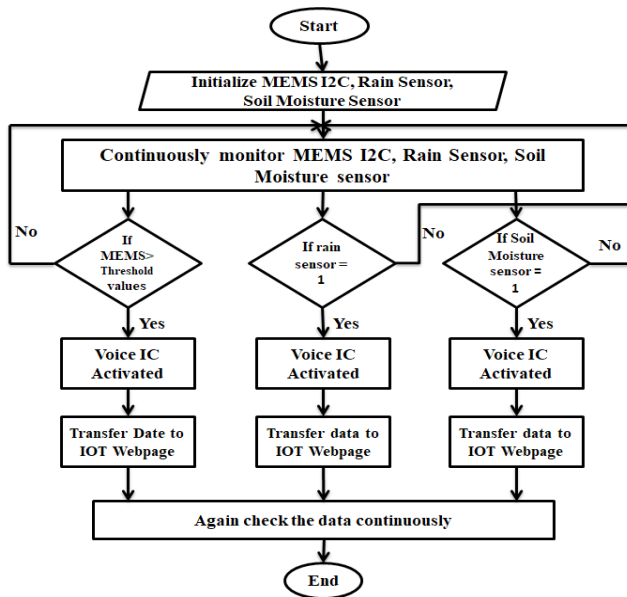 Start
Initialize MEMS I2C, Rain Sensor,
Soil Moisture Sensor
Continuously monitor MEMS I2C, Rain Sensor, Soil
Moisture sensor
No
If
MEMS>
Threshold
values
Yes
Voice IC
Activated
Transfer Date to
IOT Webpage
If rain
sensor =
1
No
Yes
Voice IC
Activated
Transfer data to
IOT Webpage
If Soil
Moisture
sensor =
1
No
Yes
Voice IC
Activated
Transfer data to
IOT Webpage
Again check the data continuously
End